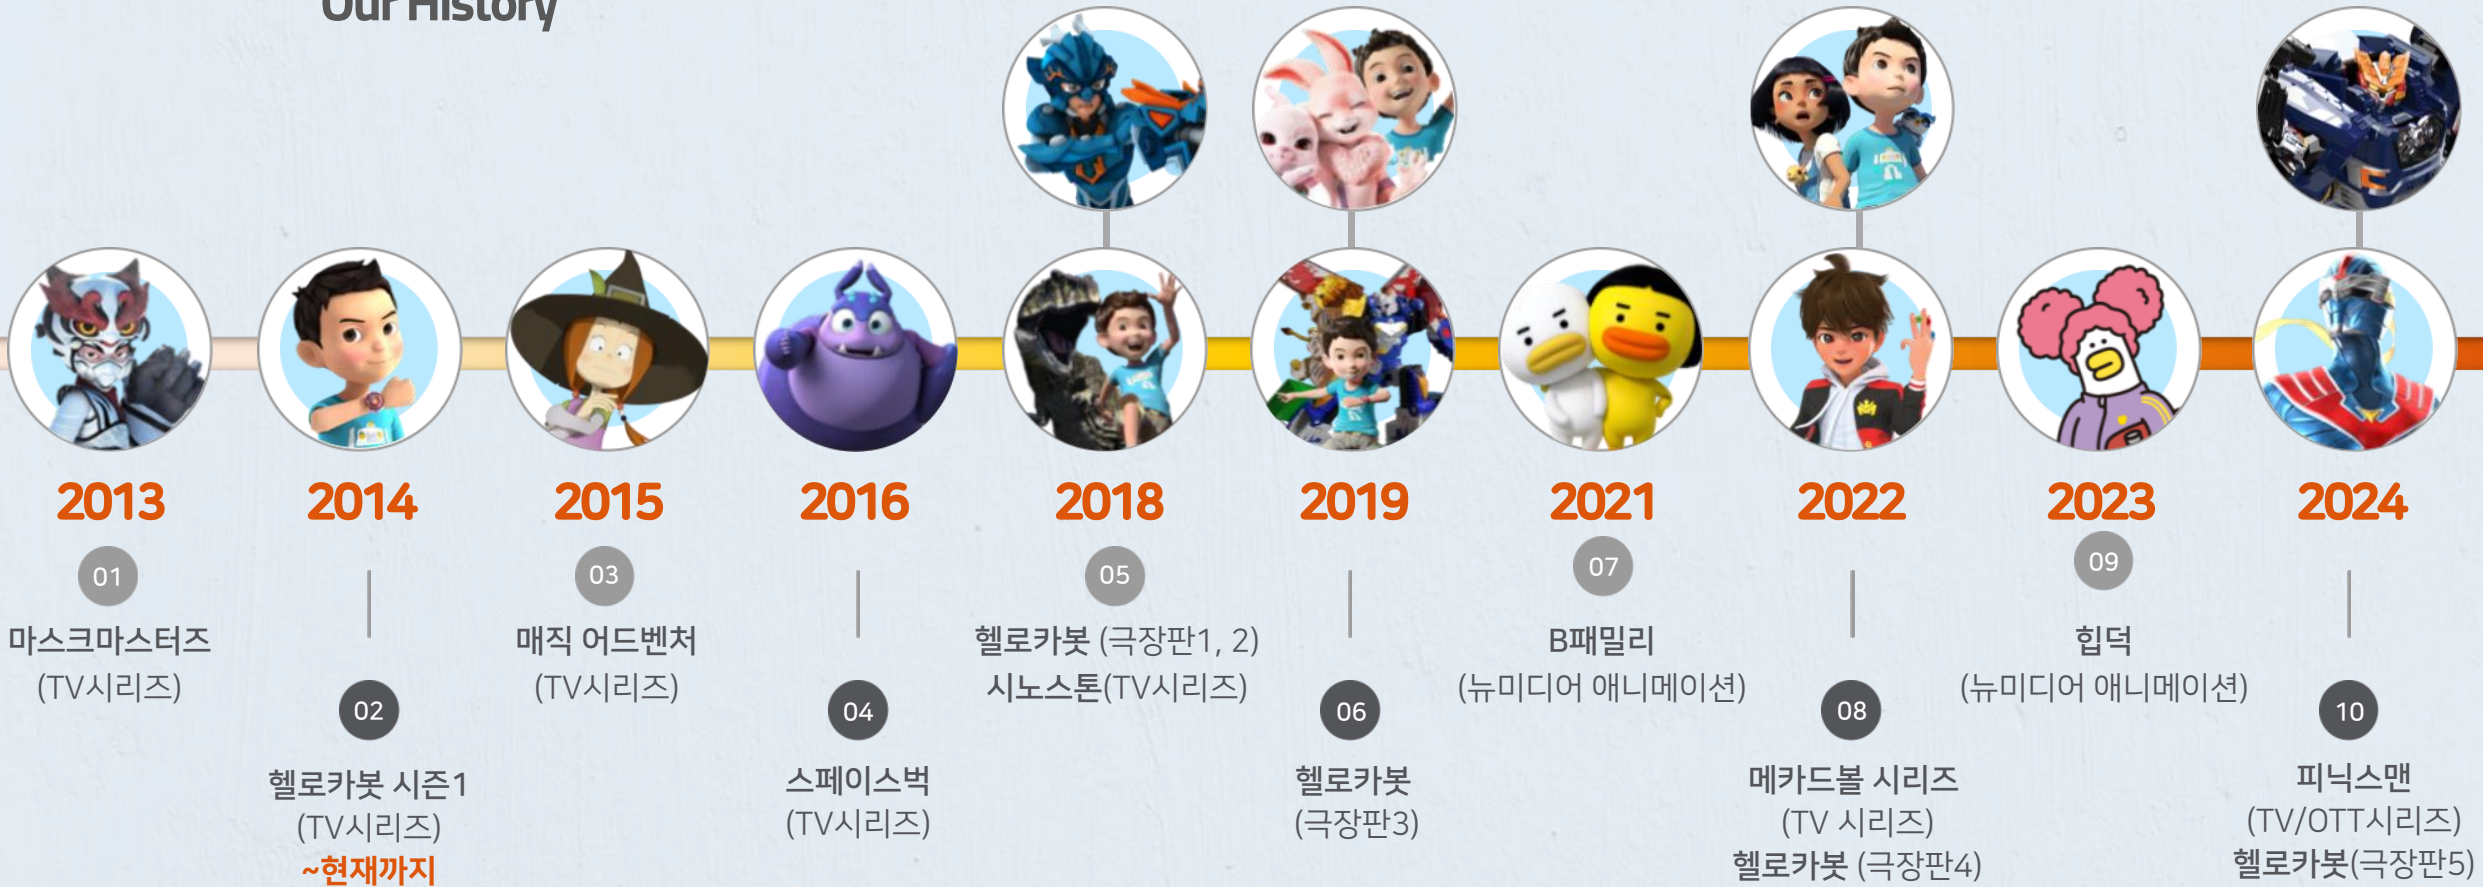 Our History
2013
01
마스크마스터즈
(TV시리즈)
2014
02
헬로카봇 시즌1
(TV시리즈)
~현재까지
2015
03
매직 어드벤처
(TV시리즈)
2016
04
스페이스벅
(TV시리즈)
2018
05
헬로카봇 (극장판1, 2)
시노스톤(TV시리즈)
2019
06
헬로카봇
(극장판3)
2021
07
B패밀리
(뉴미디어 애니메이션)
2022
08
메카드볼 시리즈
(TV 시리즈)
헬로카봇 (극장판4)
2023
09
힙덕
(뉴미디어 애니메이션)
2024
10
피닉스맨
(TV/OTT시리즈)
헬로카봇(극장판5)